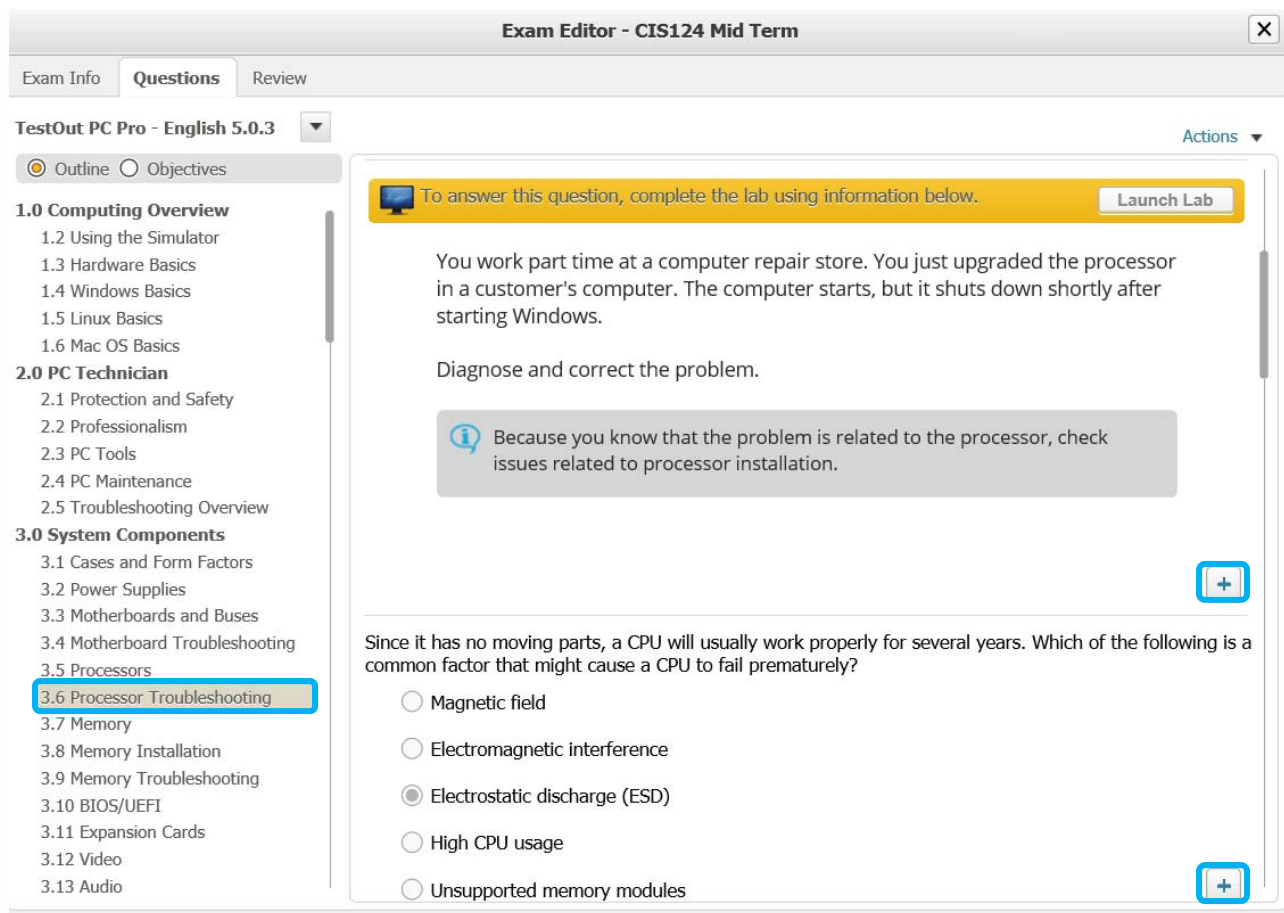 Exam Editor - CIS124 Mid Term
Exam Info
Questions
Review
TestOut PC Pro - English 5.0.3
Actions
Outline
Objectives
1.0 Computing Overview
1.2 Using the Simulator
1.3 Hardware Basics
1.4 Windows Basics
1.5 Linux Basics
1.6 Mac OS Basics
2.0 PC Technician
2.1 Protection and Safety
2.2 Professionalism
2.3 PC Tools
2.4 PC Maintenance
2.5 Troubleshooting Overview
3.0 System Components
3.1 Cases and Form Factors
3.2 Power Supplies
3.3 Motherboards and Buses
3.4 Motherboard Troubleshooting
3.5 Processors
3.6 Processor Troubleshooting
3.7 Memory
3.8 Memory Installation
3.9 Memory Troubleshooting
3.10 BIOS/UEFI
3.11 Expansion Cards
3.12 Video
3.13 Audio
To answer this question, complete the lab using information below.
Launch Lab
You work part time at a computer repair store. You just upgraded the processor
in a customer's computer. The computer starts, but it shuts down shortly after
starting Windows.
Diagnose and correct the problem.
Because you know that the problem is related to the processor, check
issues related to processor installation.
+
Since it has no moving parts, a CPU will usually work properly for several years. Which of the following is a
common factor that might cause a CPU to fail prematurely?
Magnetic field
Electromagnetic interference
Electrostatic discharge (ESD)
High CPU usage
Unsupported memory modules
+